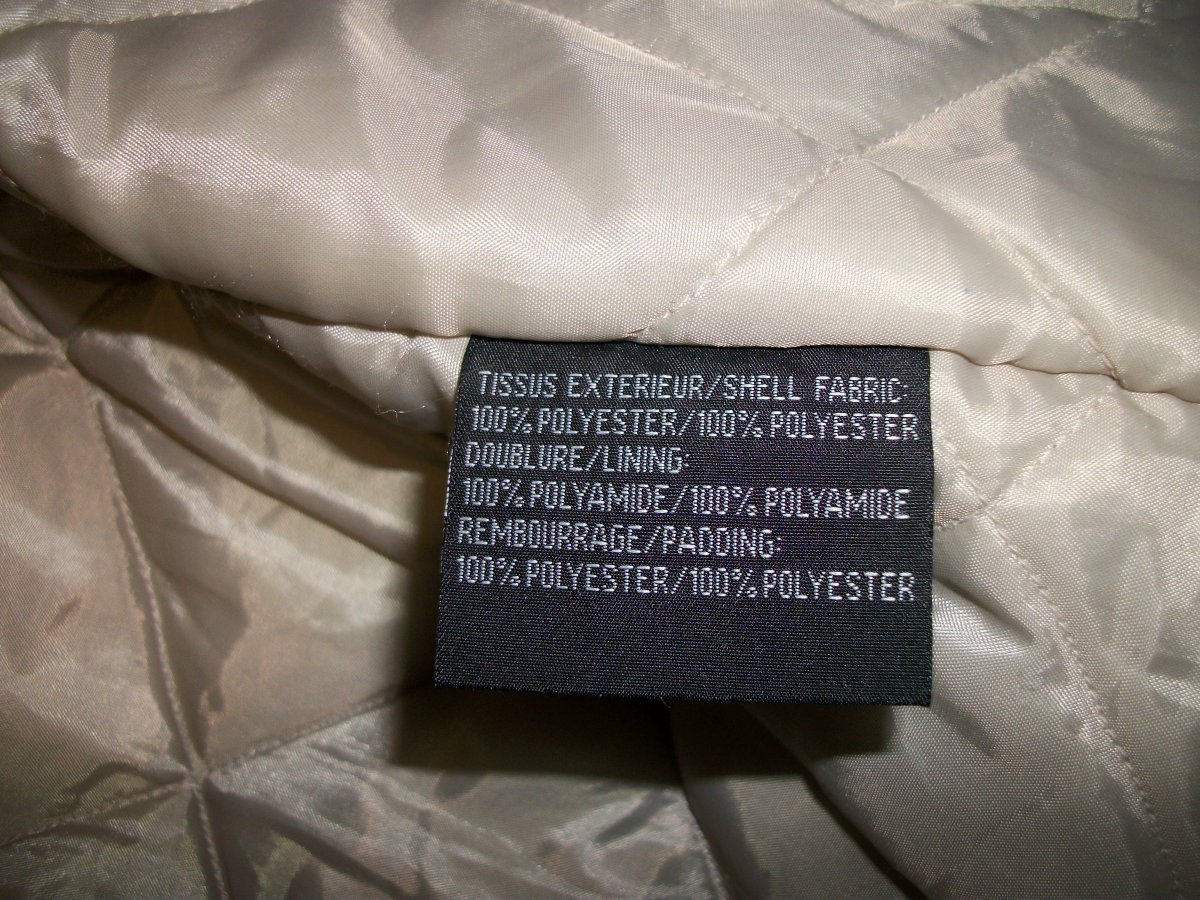 TISSUS EXTERIEUR/SHELL FABRIC:
100% POLYESTER/100% POLYESTER
DOUBLURE/LINING:
100% POLYAMIDE/100% POLYAMIDE
REMBOURRAGE/PADDING:
100% POLYESTER/100% POLYESTER